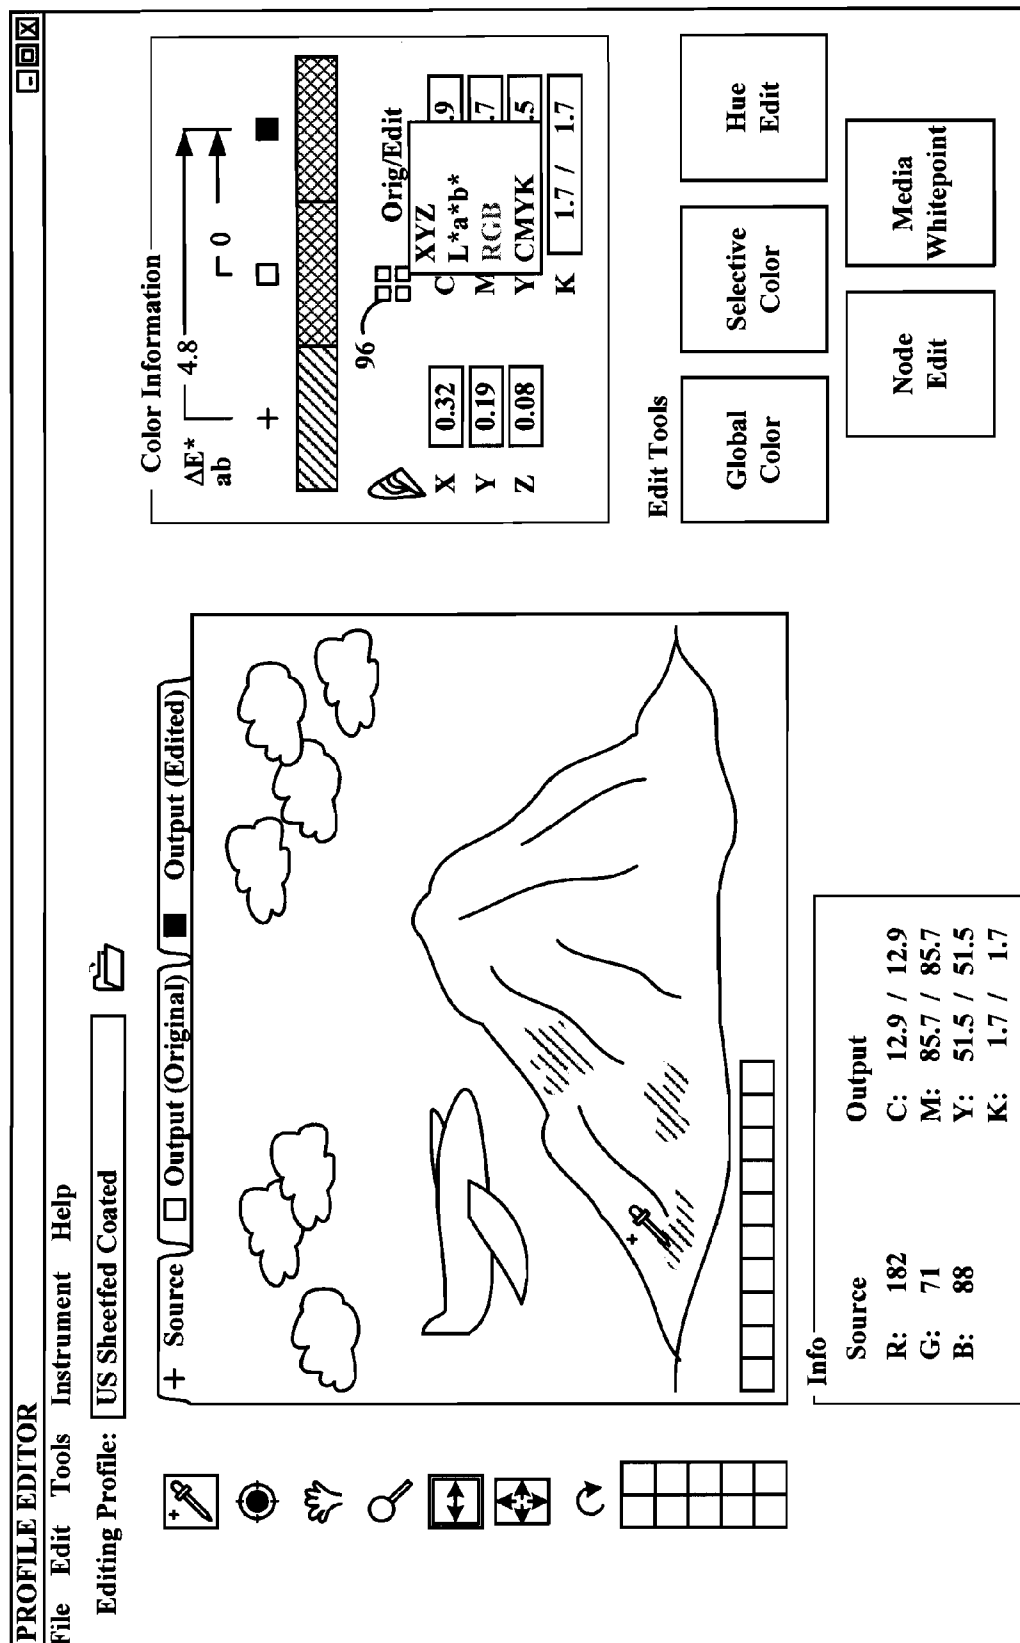 PROFILE EDITOR
File Edit Tools Instrument Help
Editing Profile: US Sheetfed Coated
+ Source
Output (Original)
Output (Edited)
Color Information
ΔE*
ab
4.8
0
+
96
Orig/Edit
X 0.32
Y 0.19
Z 0.08
XYZ
L*a*b*
RGB
CMYK
C .9
M .7
Y .5
K 1.7 / 1.7
Edit Tools
Global
Color
Selective
Color
Hue
Edit
Node
Edit
Media
Whitepoint
Info
Source Output
R: 182 C: 12.9 / 12.9
G: 71 M: 85.7 / 85.7
B: 88 Y: 51.5 / 51.5
K: 1.7 / 1.7